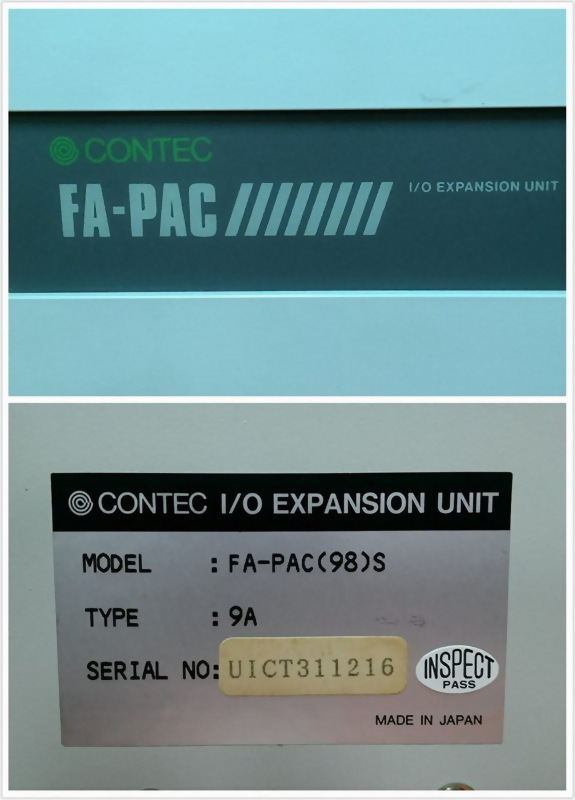 CONTEC
FA-PAC
I/O EXPANSION UNIT
CONTEC I/O EXPANSION UNIT
MODEL : FA-PAC(98)S
TYPE : 9A
SERIAL NO: UICT311216
INSPECT
PASS
MADE IN JAPAN